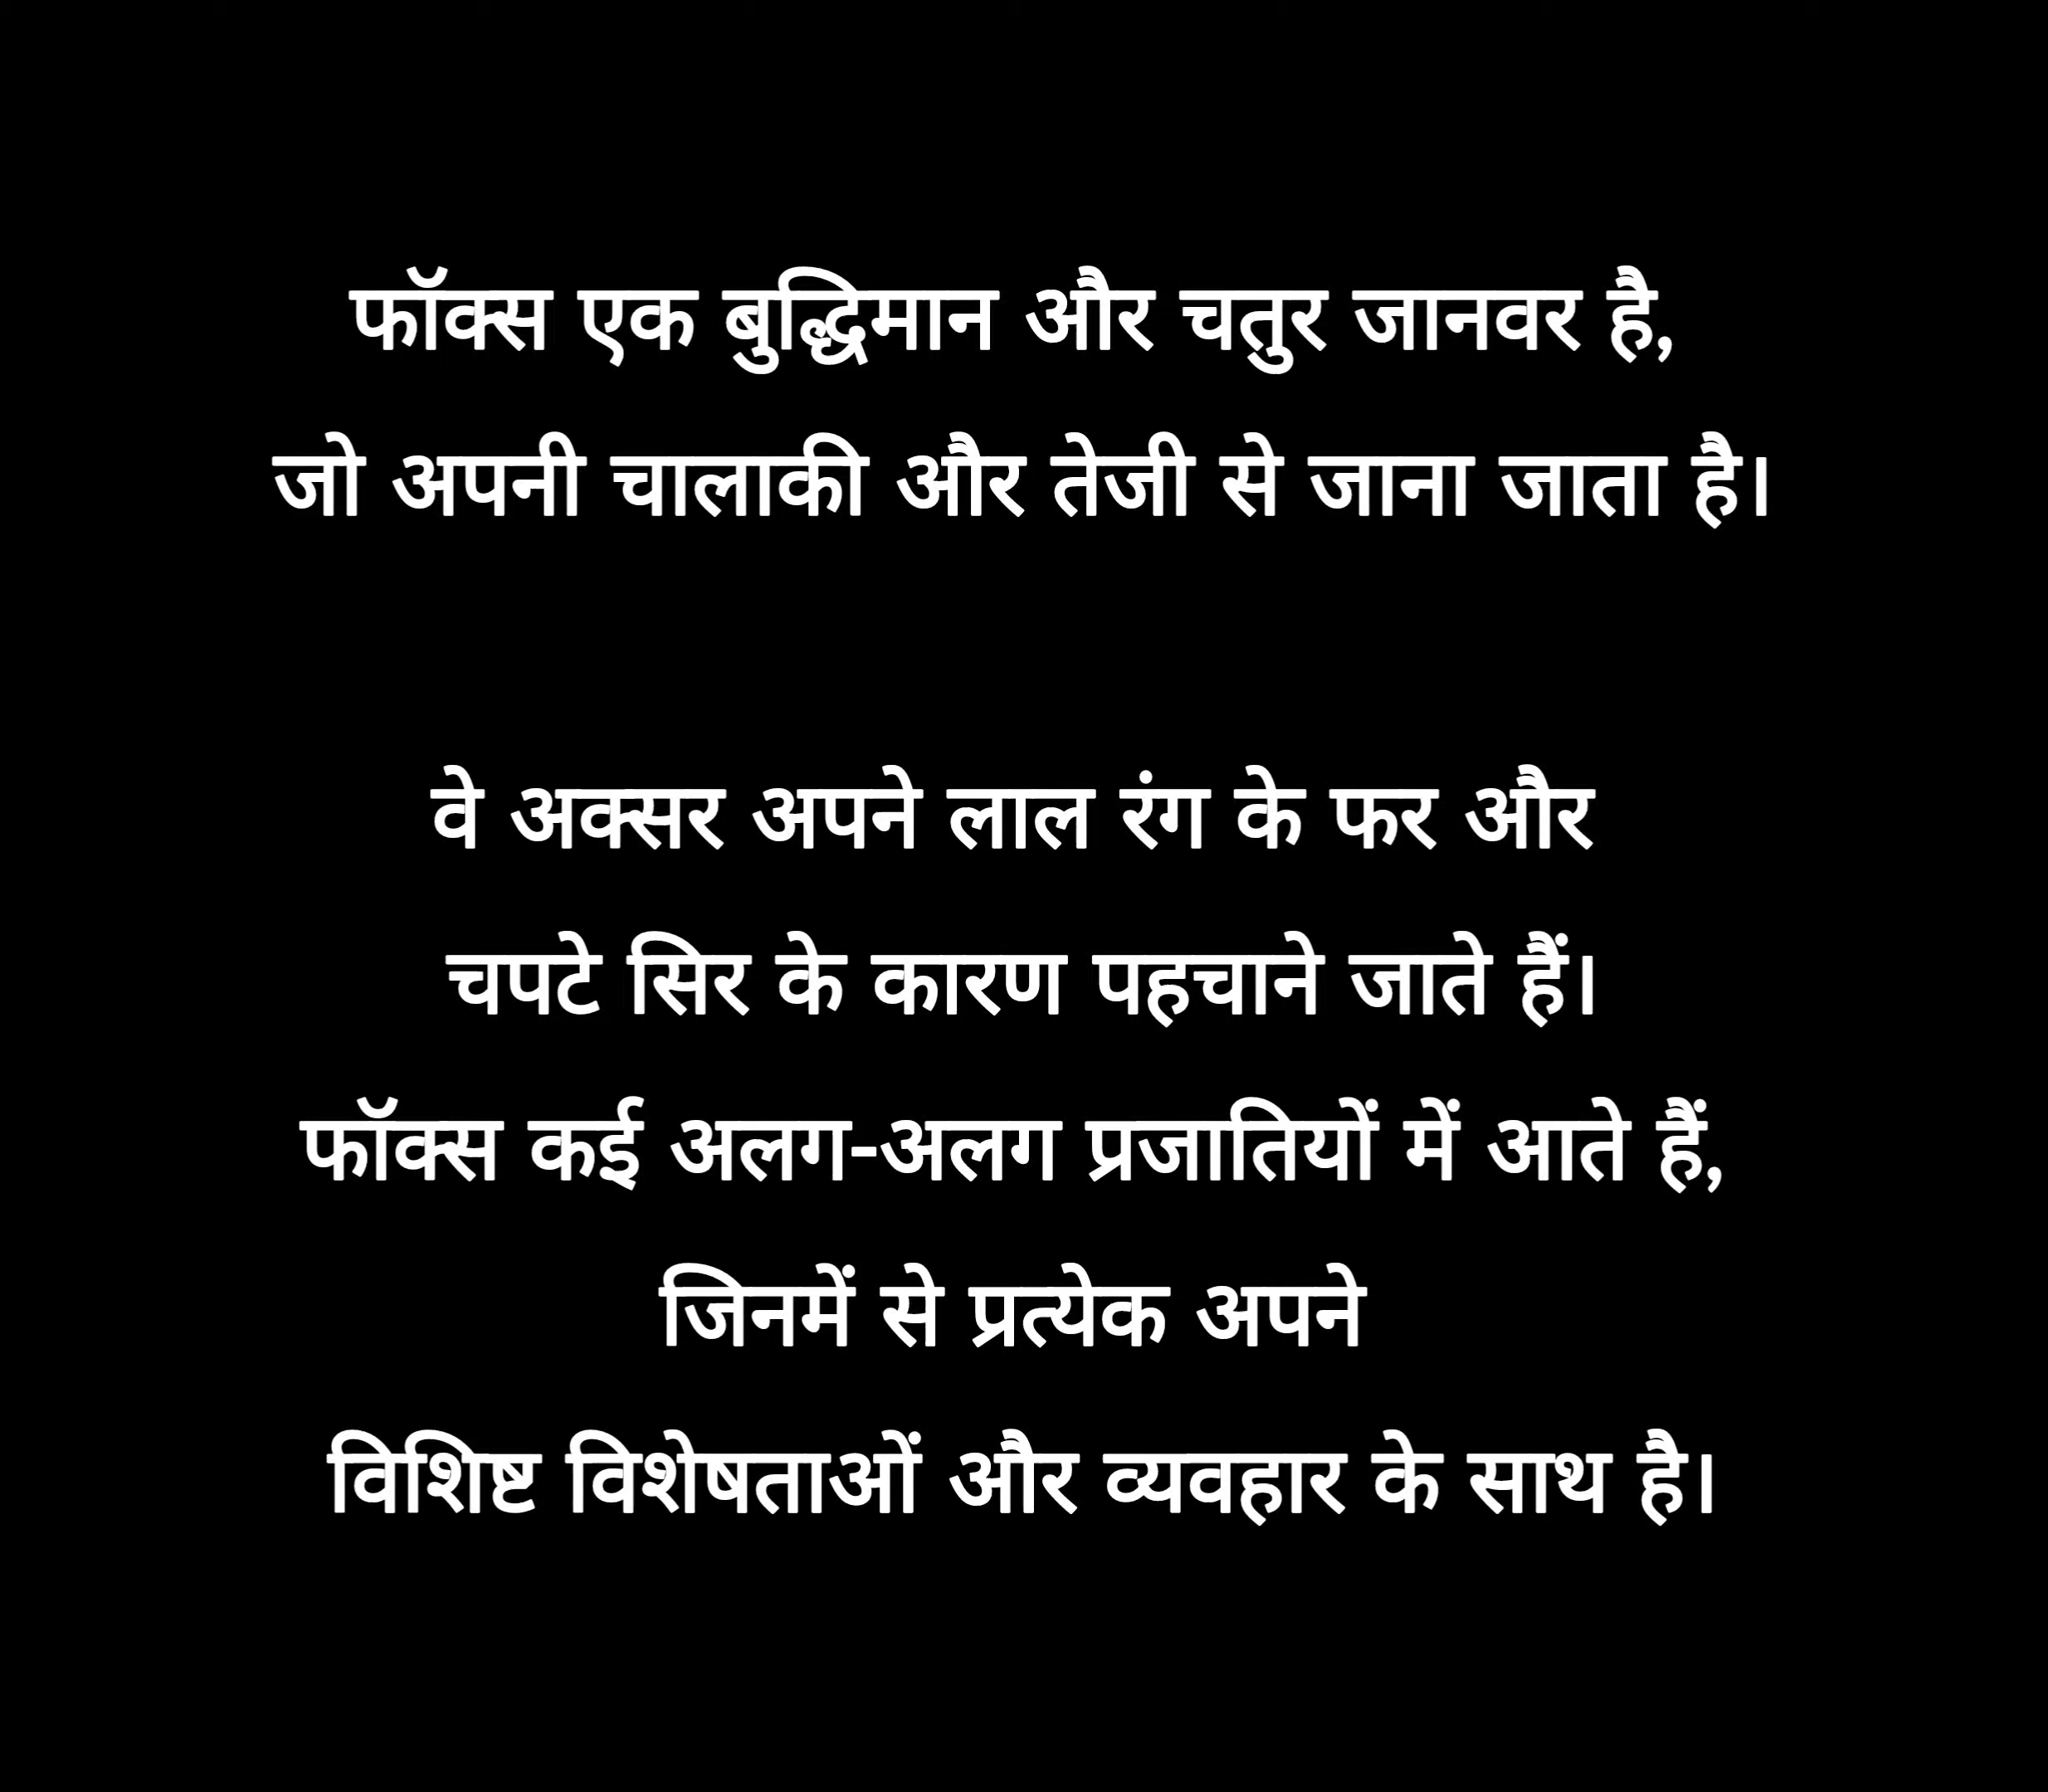 फॉक्स एक बुद्धिमान और चतुर जानवर है,
जो अपनी चालाकी और तेजी से जाना जाता है।
वे अक्सर अपने लाल रंग के फर और
चपटे सिर के कारण पहचाने जाते हैं।
फॉक्स कई अलग-अलग प्रजातियों में आते हैं,
जिनमें से प्रत्येक अपने
विशिष्ट विशेषताओं और व्यवहार के साथ है।